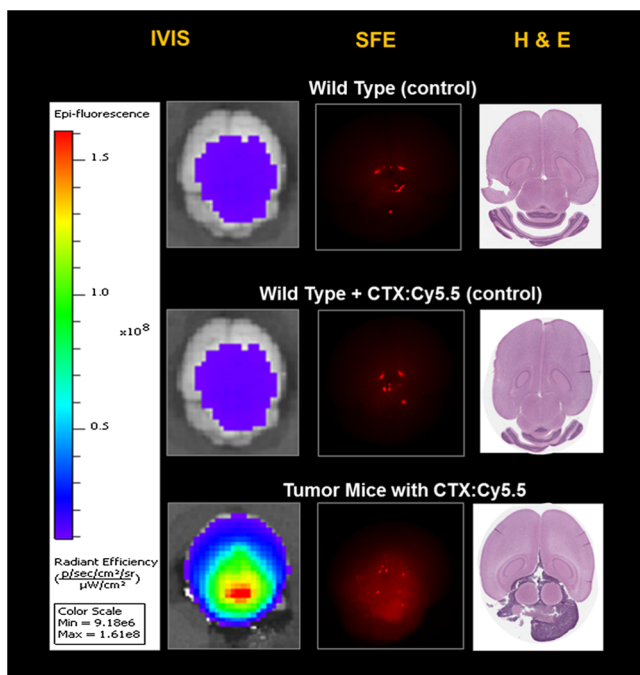 IVIS SFE H & E
Wild Type (control)
Epi-fluorescence
1.5
1.0
x10⁸
0.5
Wild Type + CTX:Cy5.5 (control)
Tumor Mice with CTX:Cy5.5
Radiant Efficiency
(p/sec/cm²/sr
µW/cm²)
Color Scale
Min = 9.18e6
Max = 1.61e8